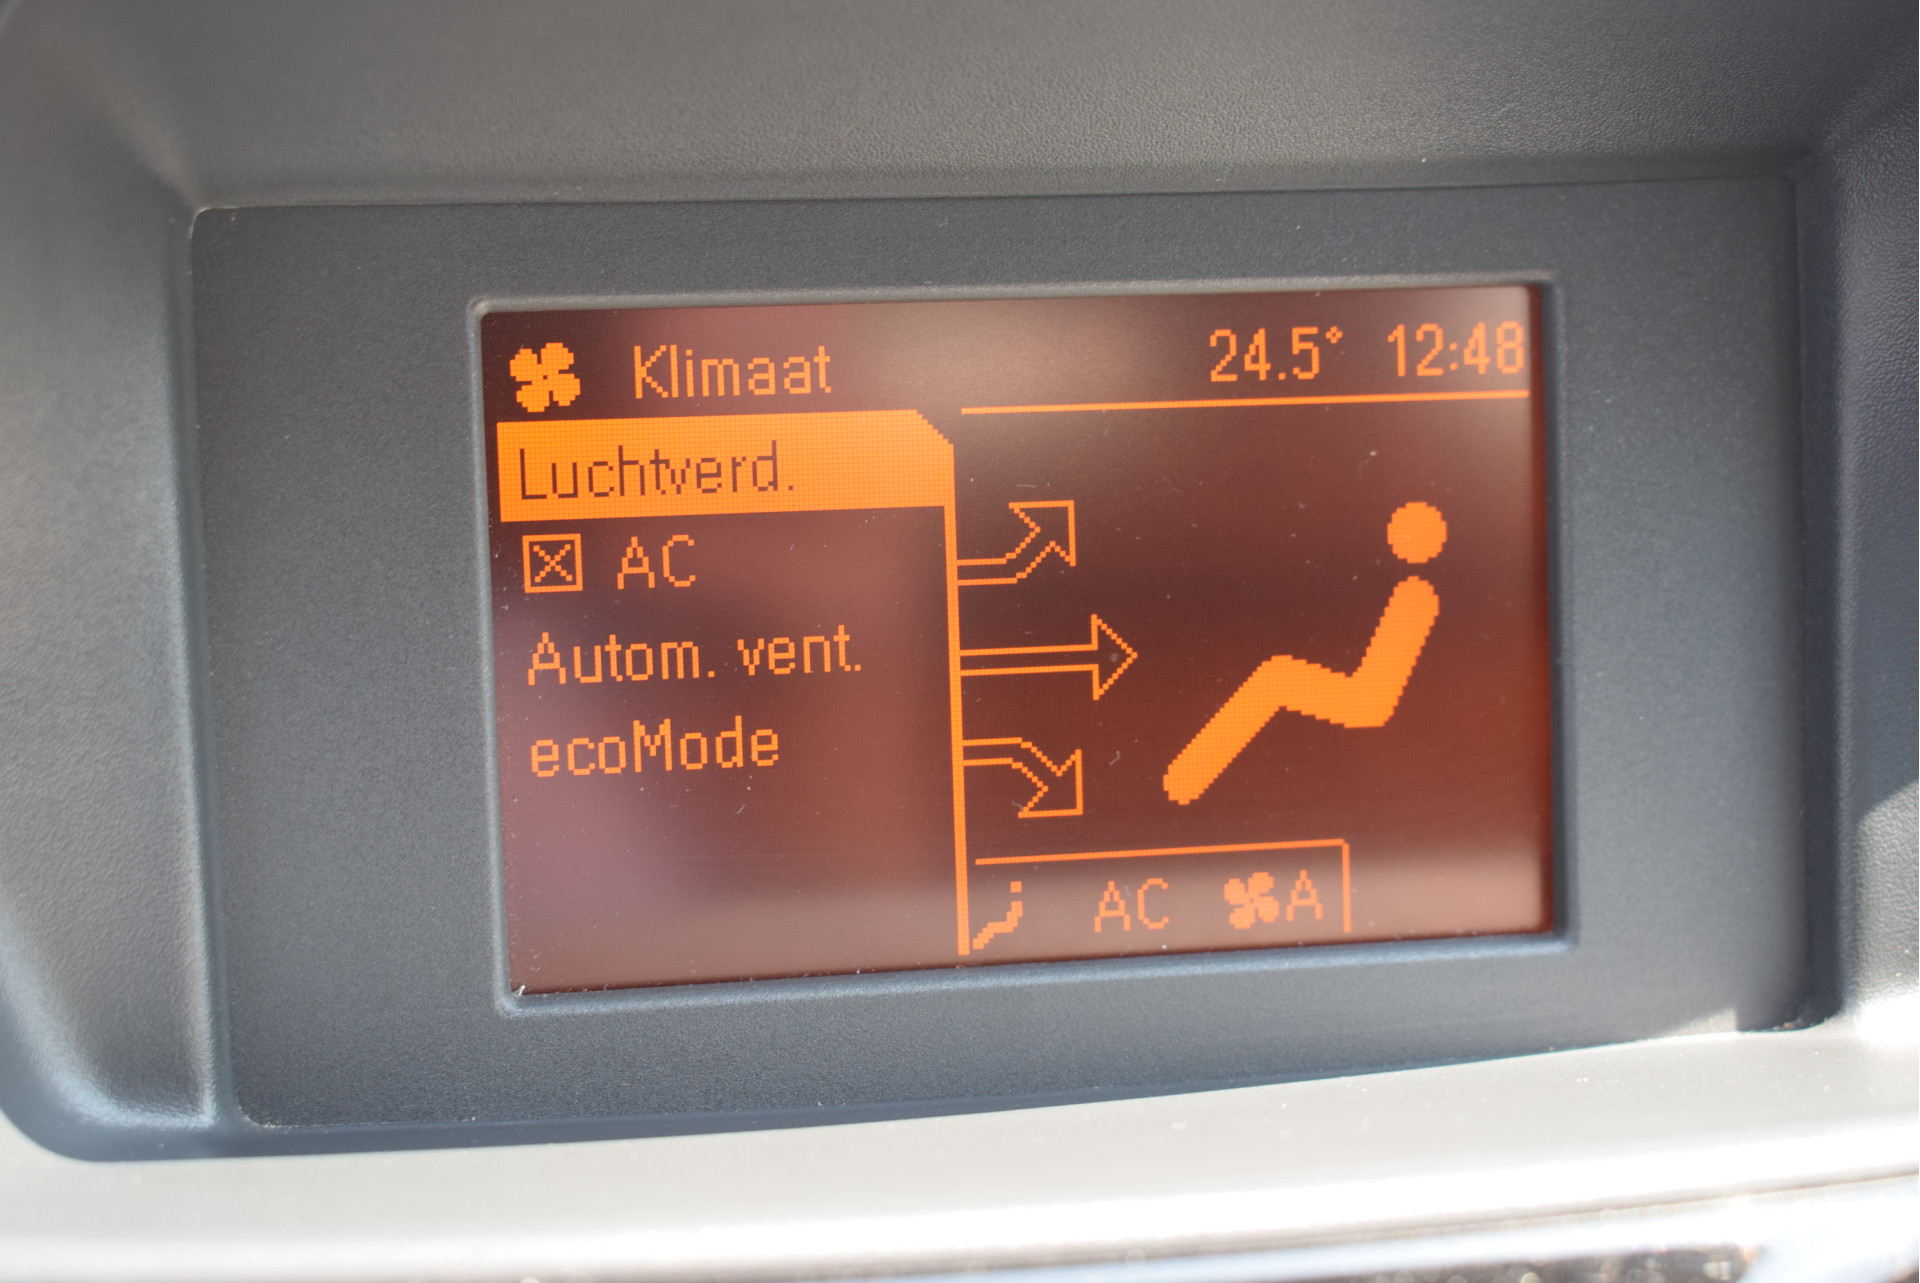 Klimaat 24.5° 12:48
Luchtverd.
AC
Autom. vent.
ecoMode
AC A